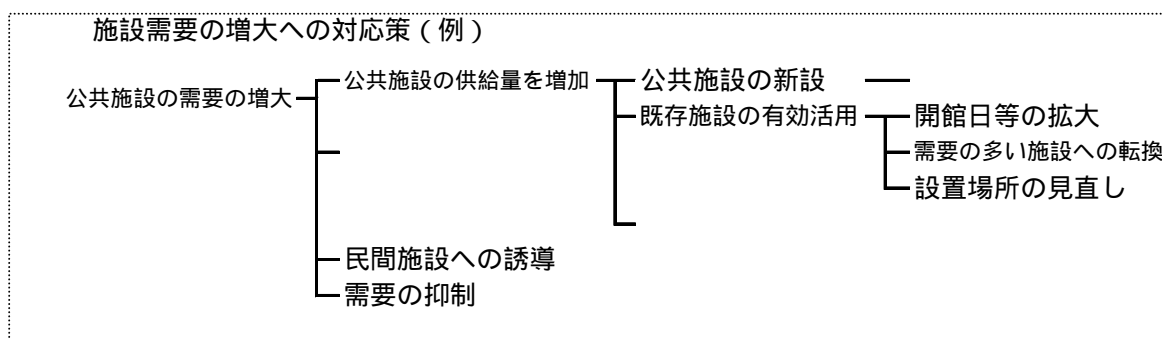 施設需要の増大への対応策（例）
公共施設の供給量を増加 公共施設の新設
公共施設の需要の増大 既存施設の有効活用 開館日等の拡大
需要の多い施設への転換
設置場所の見直し
民間施設への誘導
需要の抑制